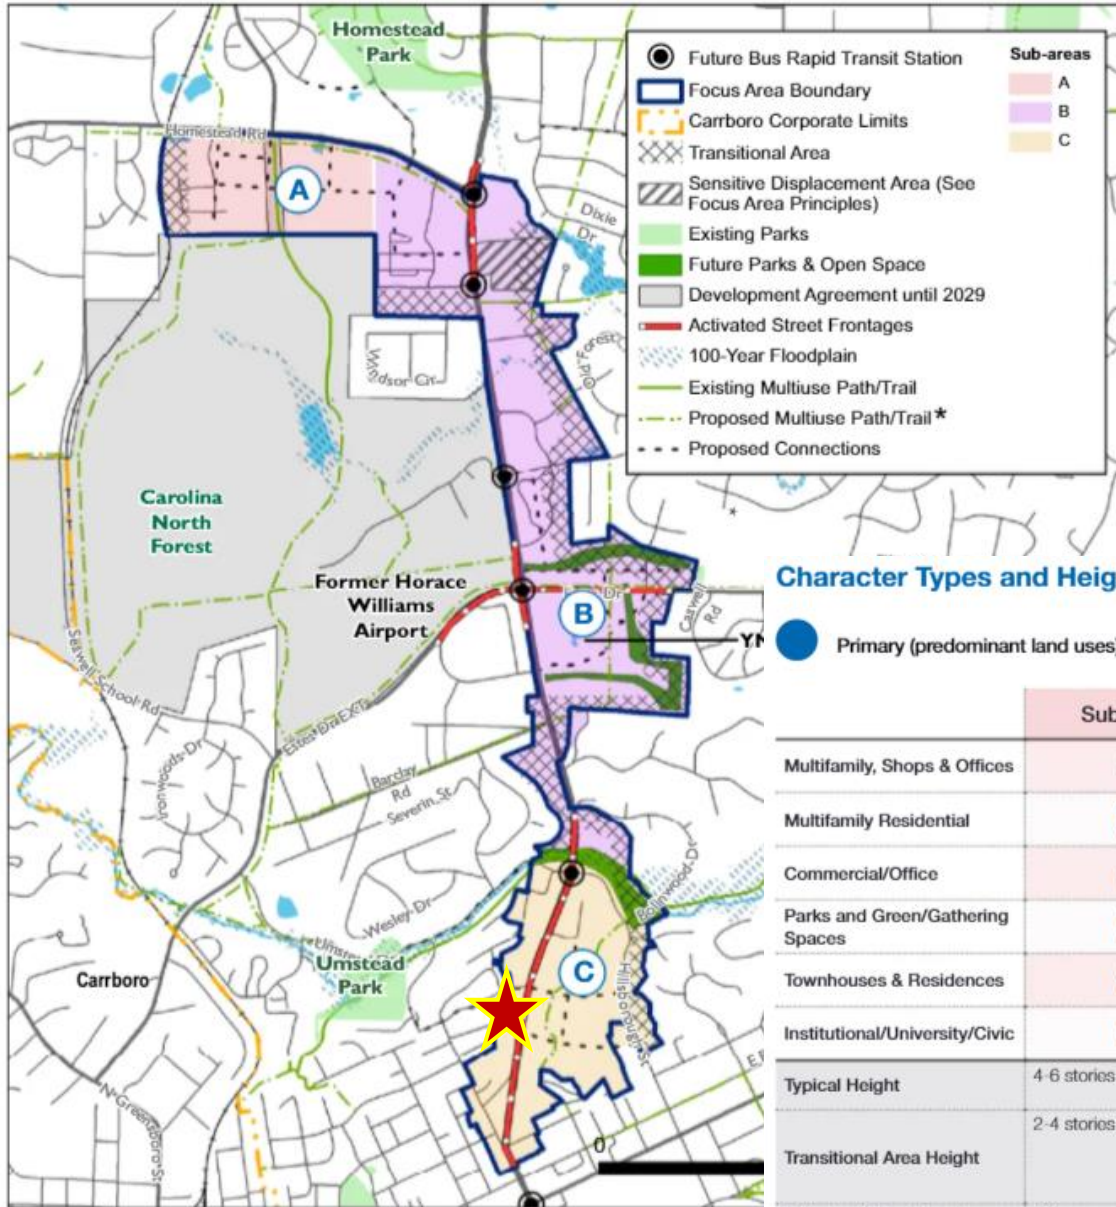 Homestead
Park
Homestead Rd
A
Dixie
Dr
Windsor Cir
Old Forest
Carolina
North
Forest
Former Horace
Williams
Airport
Dr
B
Caswell
Rd
YM
Seawell School Rd
Estes Dr EXT
Ironwoods Dr
Barclay
Rd
Severin St
Wesley Dr
Bolinwood Dr
Umstead
Park
Carrboro
C
Hillsborough St
N Greensboro St
0
Future Bus Rapid Transit Station
Focus Area Boundary
Carrboro Corporate Limits
Transitional Area
Sensitive Displacement Area (See
Focus Area Principles)
Existing Parks
Future Parks & Open Space
Development Agreement until 2029
Activated Street Frontages
100-Year Floodplain
Existing Multiuse Path/Trail
Proposed Multiuse Path/Trail *
Proposed Connections
Sub-areas
A
B
C
*
Character Types and Heig
Primary (predominant land uses
Sub
Multifamily, Shops & Offices
Multifamily Residential
Commercial/Office
Parks and Green/Gathering
Spaces
Townhouses & Residences
Institutional/University/Civic
Typical Height
4-6 stories
Transitional Area Height
2-4 stories